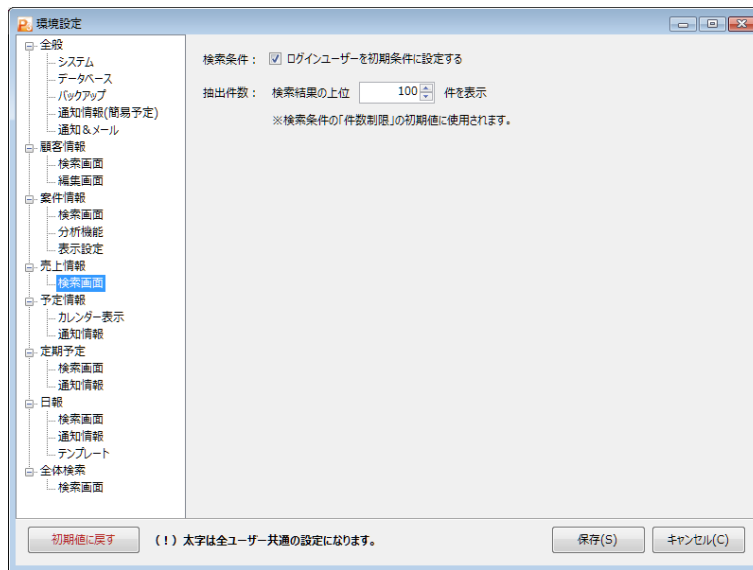 環境設定
全般
システム
データベース
バックアップ
通知情報(簡易予定)
通知＆メール
顧客情報
検索画面
編集画面
案件情報
検索画面
分析機能
表示設定
売上情報
検索画面
予定情報
カレンダー表示
通知情報
定期予定
検索画面
通知情報
日報
検索画面
通知情報
テンプレート
全体検索
検索画面
検索条件： ログインユーザーを初期条件に設定する
抽出件数： 検索結果の上位 100 件を表示
※検索条件の「件数制限」の初期値に使用されます。
初期値に戻す (！) 太字は全ユーザー共通の設定になります。 保存(S) キャンセル(C)